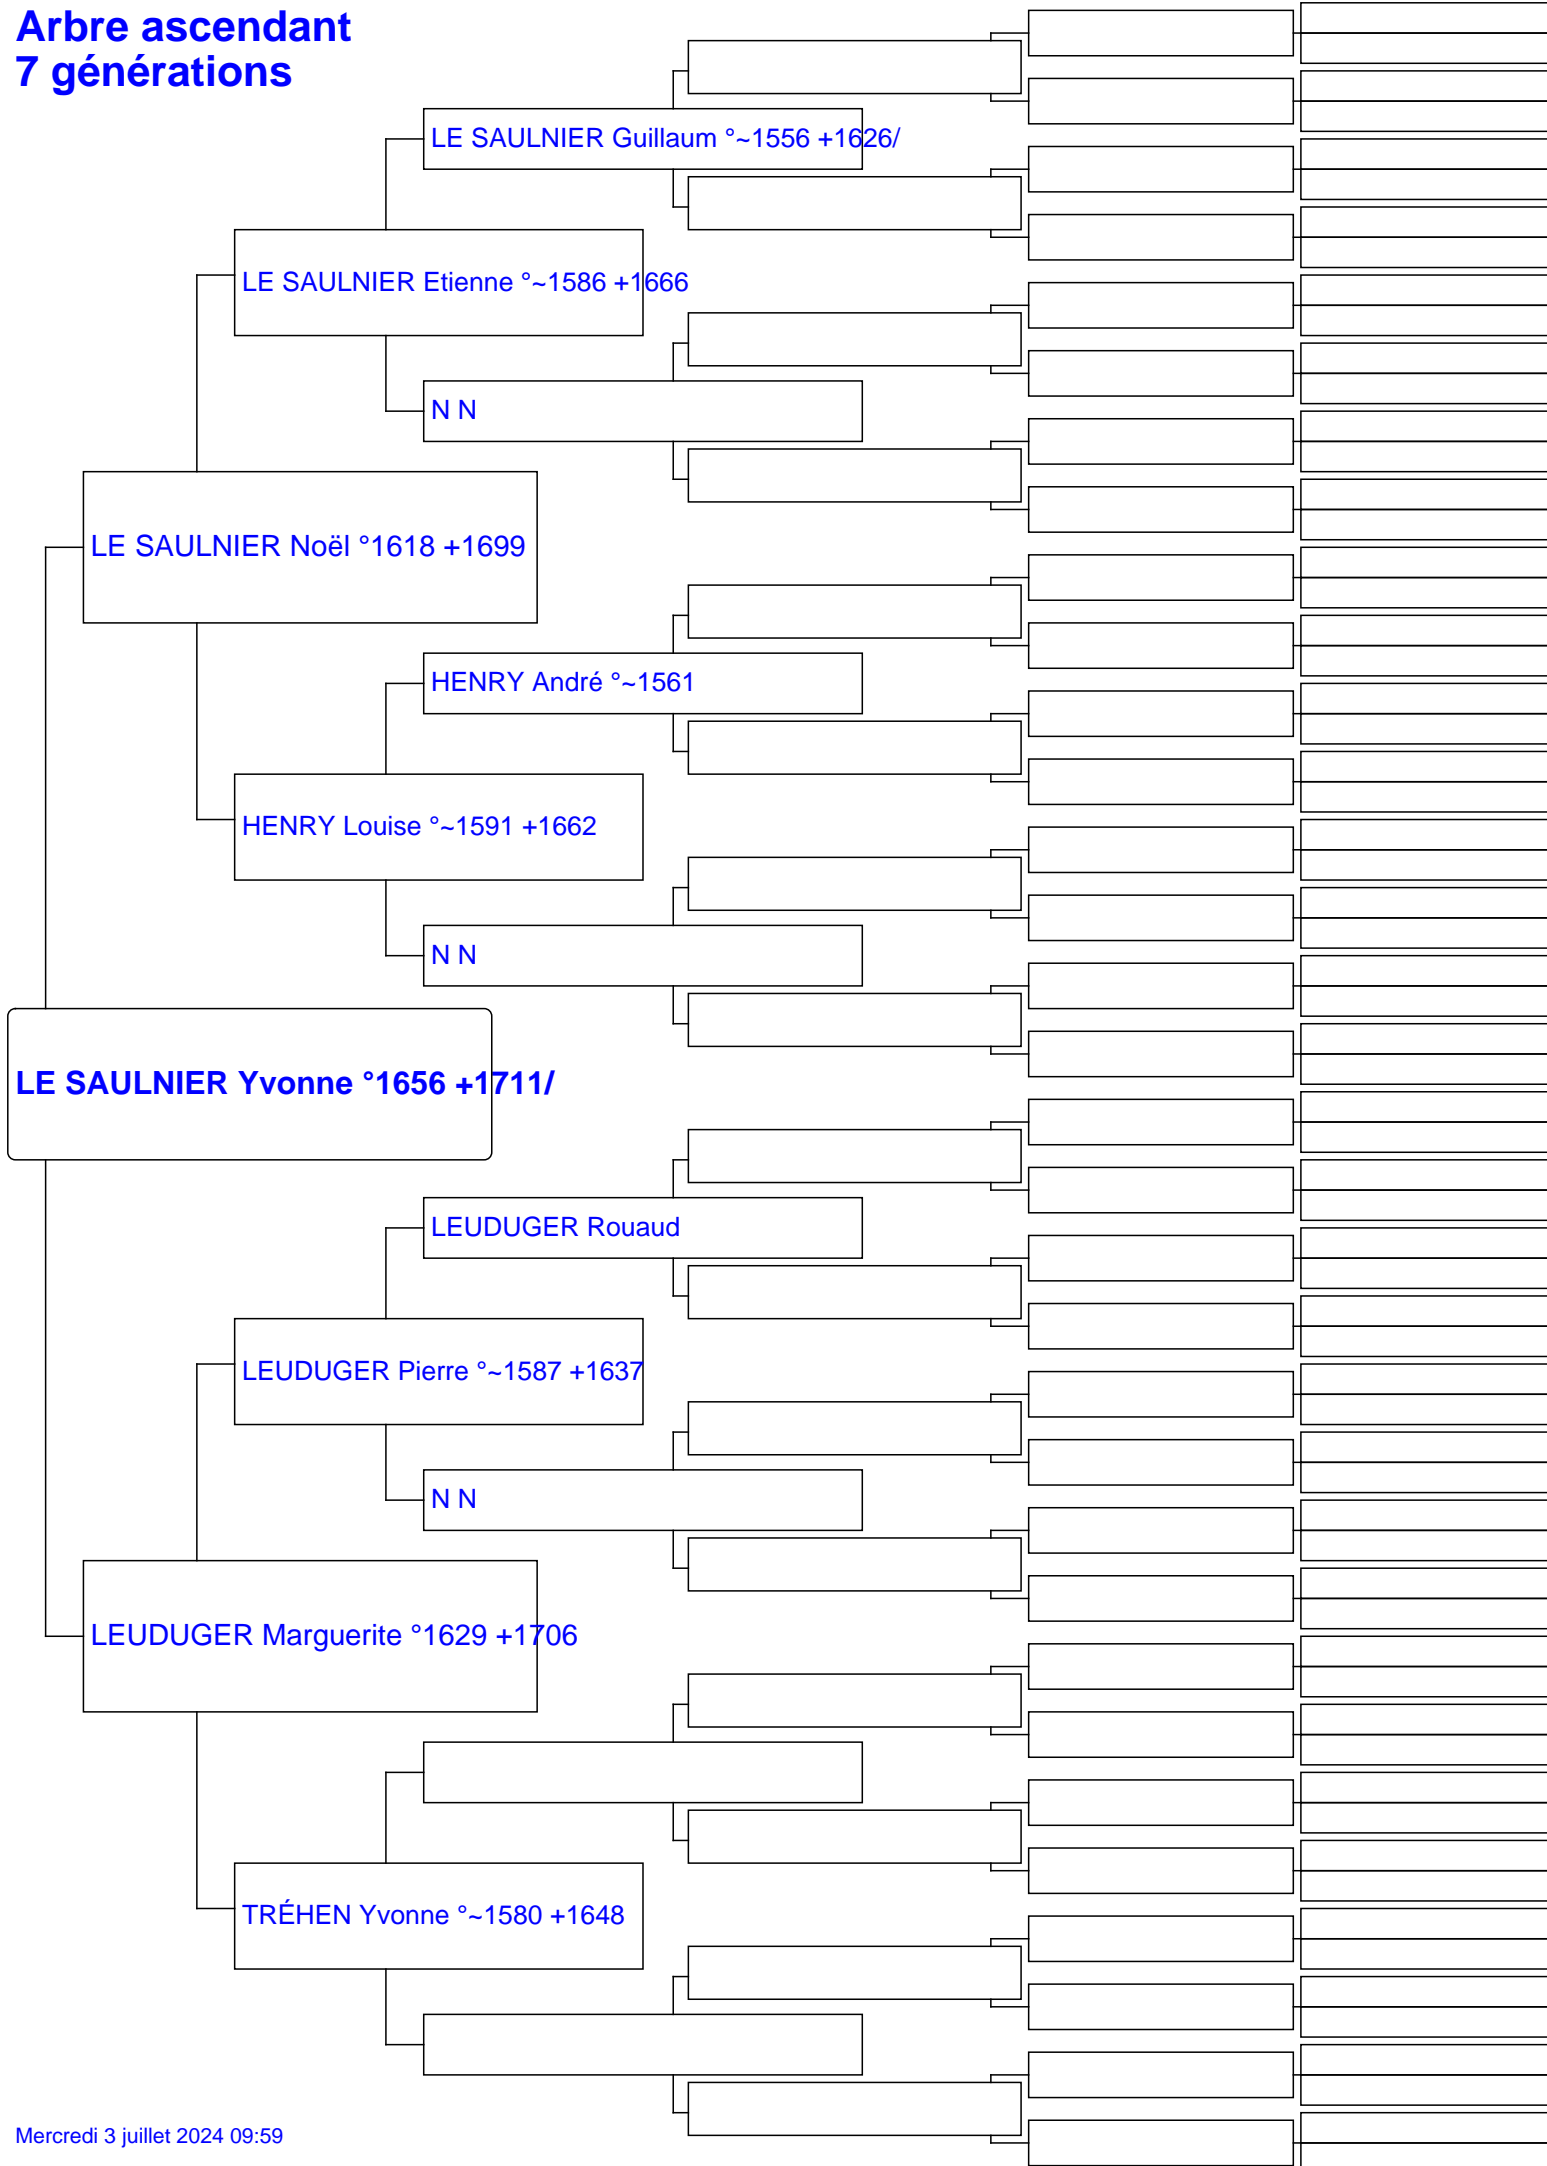 Arbre ascendant
7 générations
LE SAULNIER Guillaum °~1556 +1626/
LE SAULNIER Etienne °~1586 +1666
N N
LE SAULNIER Noël °1618 +1699
HENRY André °~1561
HENRY Louise °~1591 +1662
N N
LE SAULNIER Yvonne °1656 +1711/
LEUDUGER Rouaud
LEUDUGER Pierre °~1587 +1637
N N
LEUDUGER Marguerite °1629 +1706
TRÉHEN Yvonne °~1580 +1648
Mercredi 3 juillet 2024 09:59